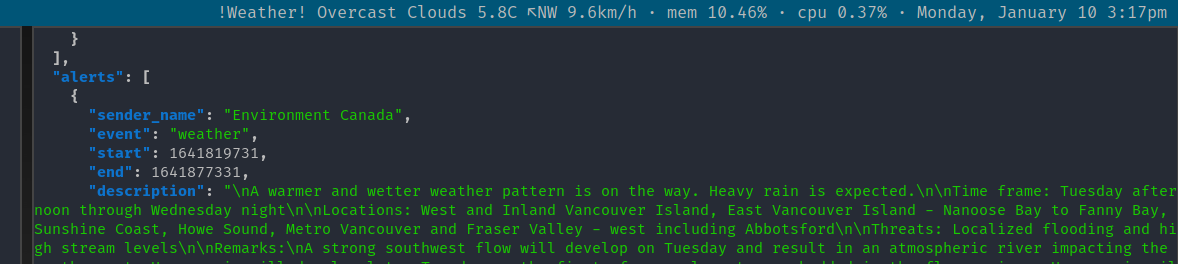 !Weather! Overcast Clouds 5.8C ↖NW 9.6km/h · mem 10.46% · cpu 0.37% · Monday, January 10 3:17pm
}
],
"alerts": [
{
"sender_name": "Environment Canada",
"event": "weather",
"start": 1641819731,
"end": 1641877331,
"description": "\nA warmer and wetter weather pattern is on the way. Heavy rain is expected.\n\nTime frame: Tuesday after
noon through Wednesday night\n\nLocations: West and Inland Vancouver Island, East Vancouver Island – Nanoose Bay to Fanny Bay,
Sunshine Coast, Howe Sound, Metro Vancouver and Fraser Valley – west including Abbotsford\n\nThreats: Localized flooding and hi
gh stream levels\n\nRemarks:\nA strong southwest flow will develop on Tuesday and result in an atmospheric river impacting the